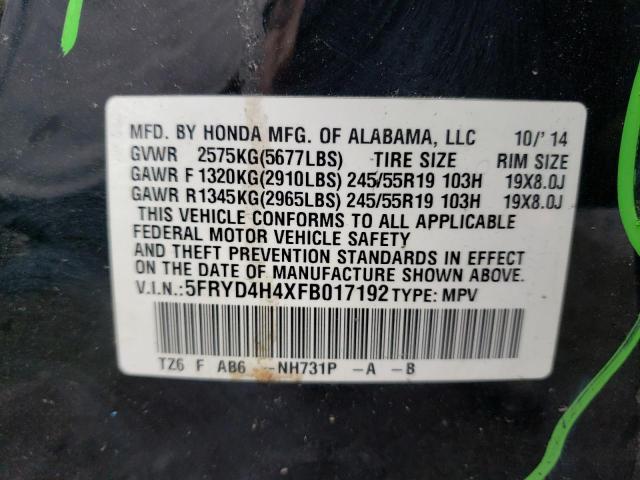 MFD. BY HONDA MFG. OF ALABAMA, LLC 10/'14
GVWR 2575KG(5677LBS) TIRE SIZE RIM SIZE
GAWR F 1320KG(2910LBS) 245/55R19 103H 19X8.0J
GAWR R1345KG(2965LBS) 245/55R19 103H 19X8.0J
THIS VEHICLE CONFORMS TO ALL APPLICABLE
FEDERAL MOTOR VEHICLE SAFETY
AND THEFT PREVENTION STANDARDS IN EFFECT
ON THE DATE OF MANUFACTURE SHOWN ABOVE.
V.I.N.:5FRYD4H4XFB017192 TYPE: MPV
TZ6 F AB6 -NH731P -A -B